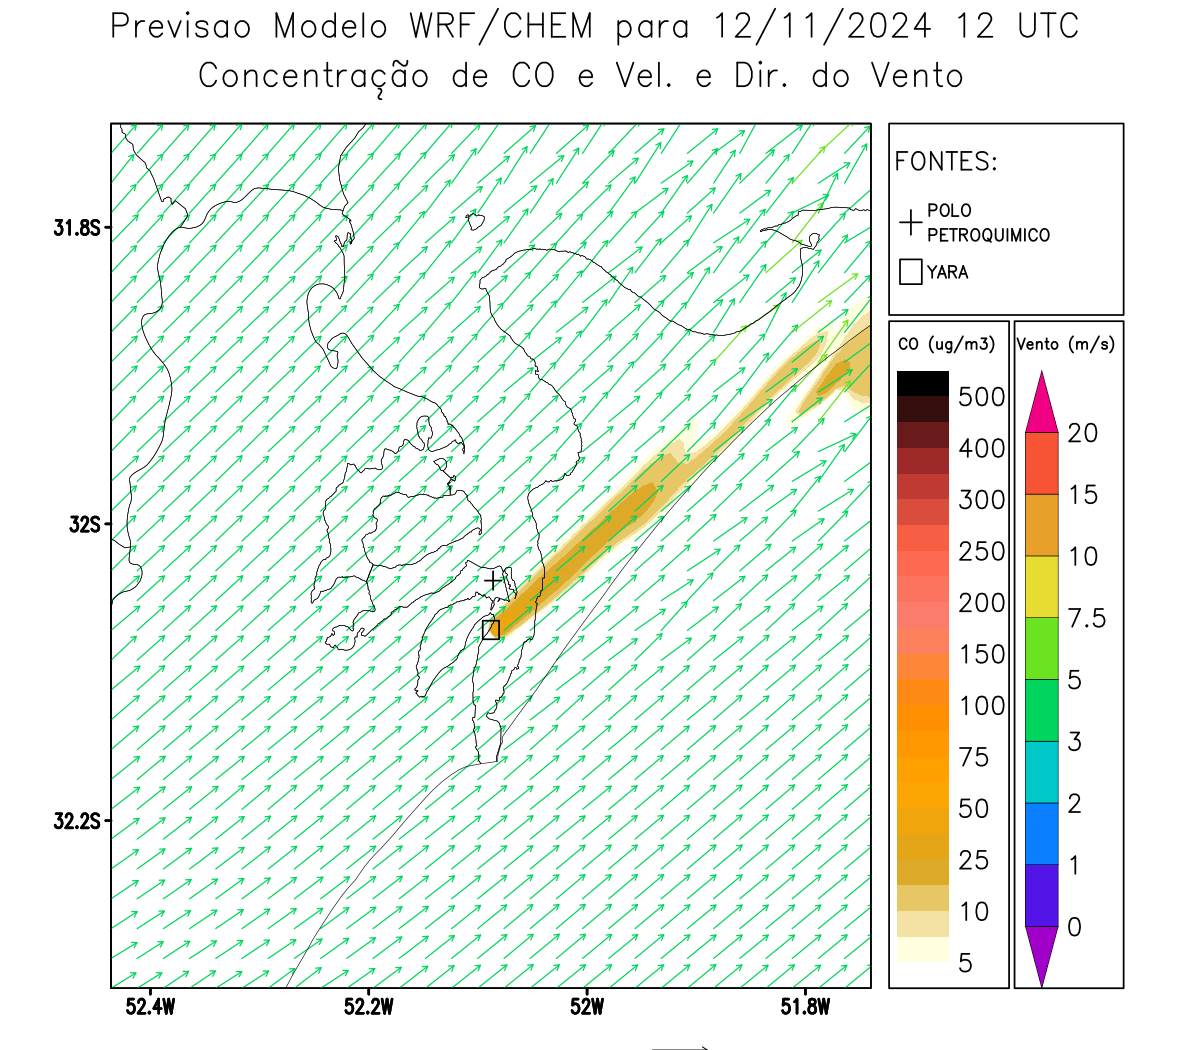 Previsao Modelo WRF/CHEM para 12/11/2024 12 UTC
Concentração de CO e Vel. e Dir. do Vento
FONTES:
POLO
PETROQUIMICO
YARA
CO (ug/m3)
500
400
300
250
200
150
100
75
50
25
10
5
Vento (m/s)
20
15
10
7.5
5
3
2
1
0
31.8S
32S
32.2S
52.4W
52.2W
52W
51.8W